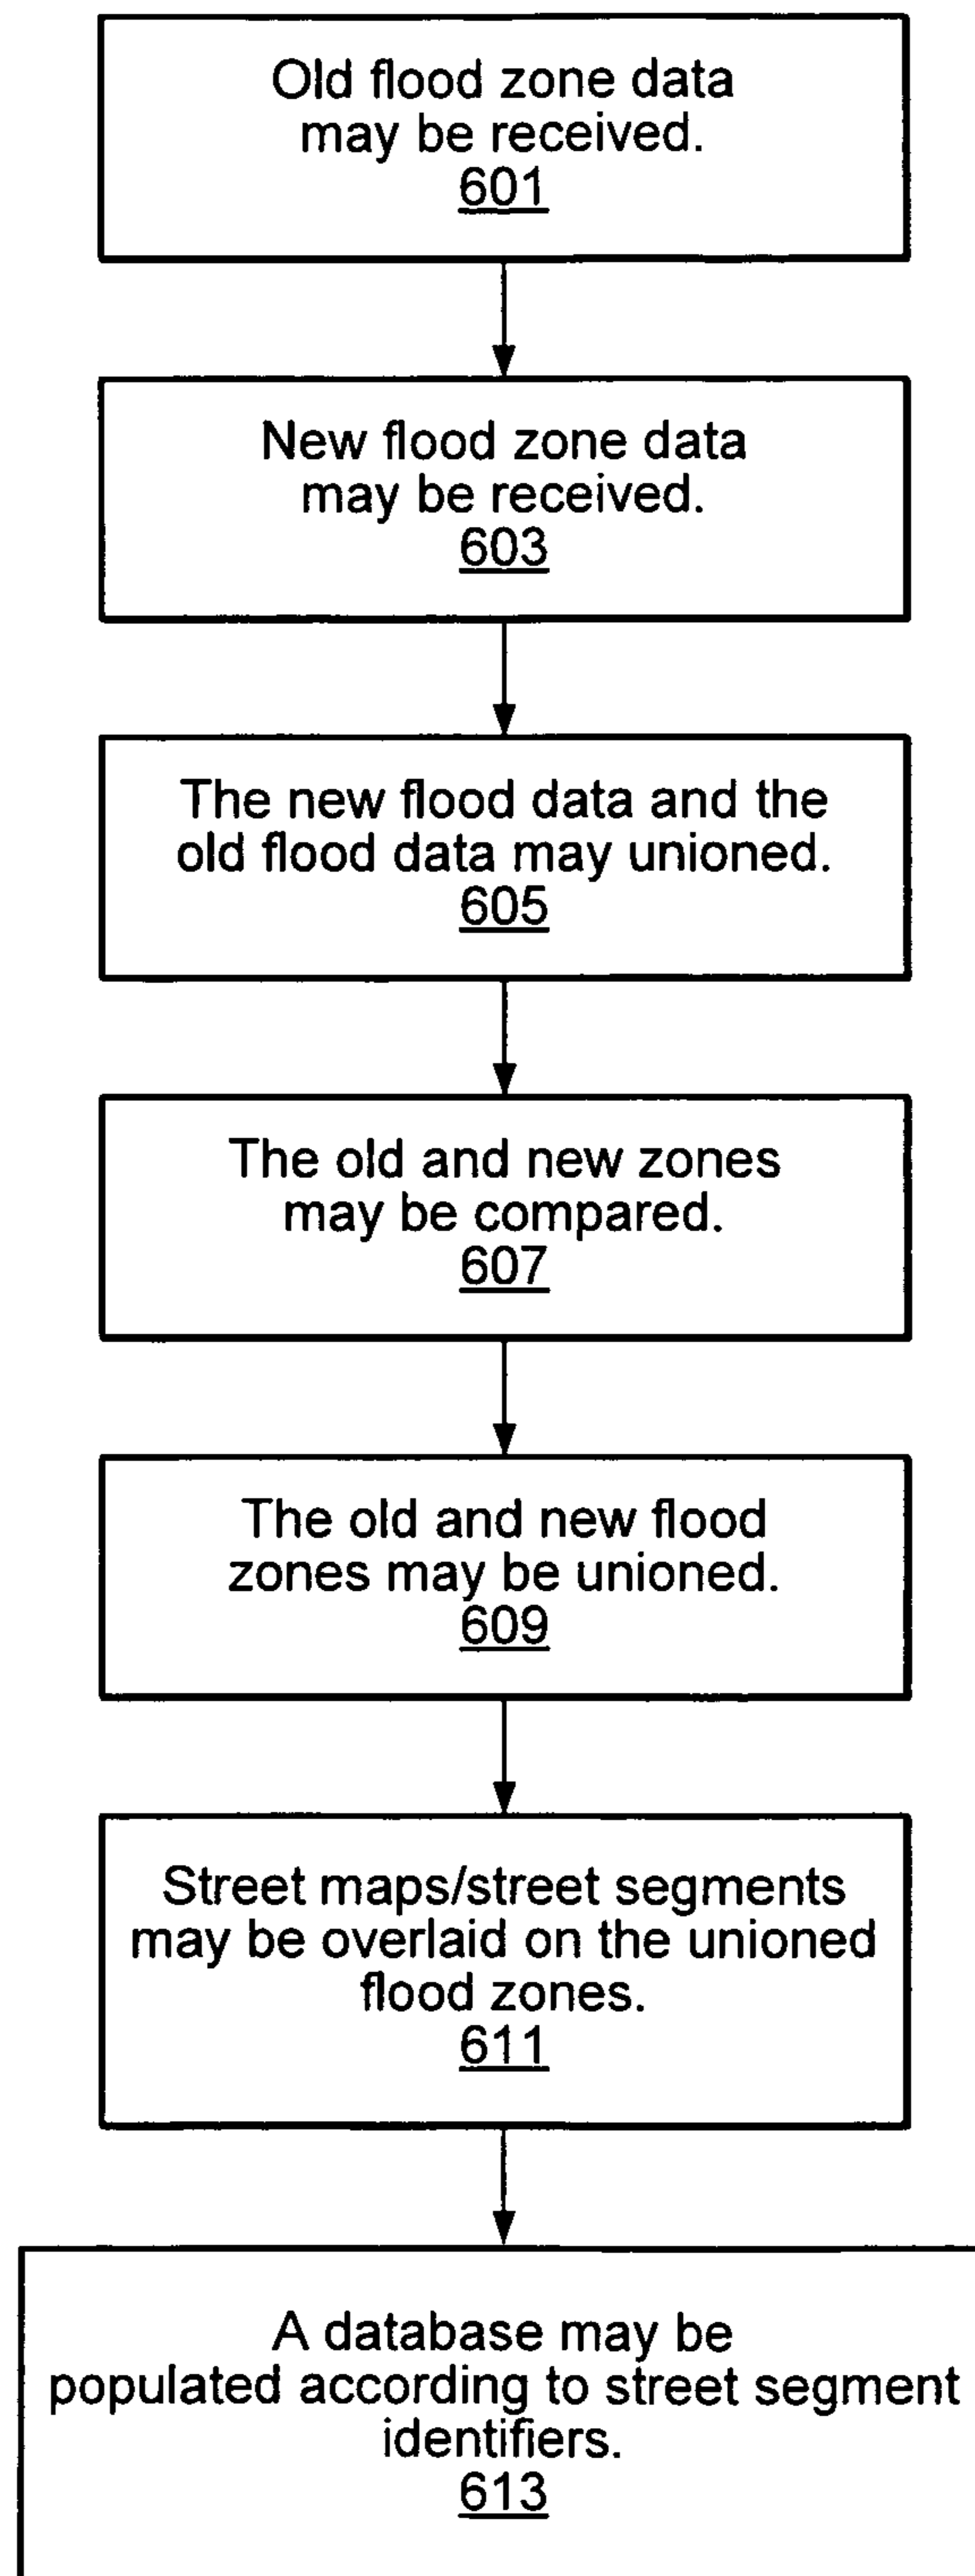 Old flood zone data
may be received.
601
New flood zone data
may be received.
603
The new flood data and the
old flood data may unioned.
605
The old and new zones
may be compared.
607
The old and new flood
zones may be unioned.
609
Street maps/street segments
may be overlaid on the unioned
flood zones.
611
A database may be
populated according to street segment
identifiers.
613